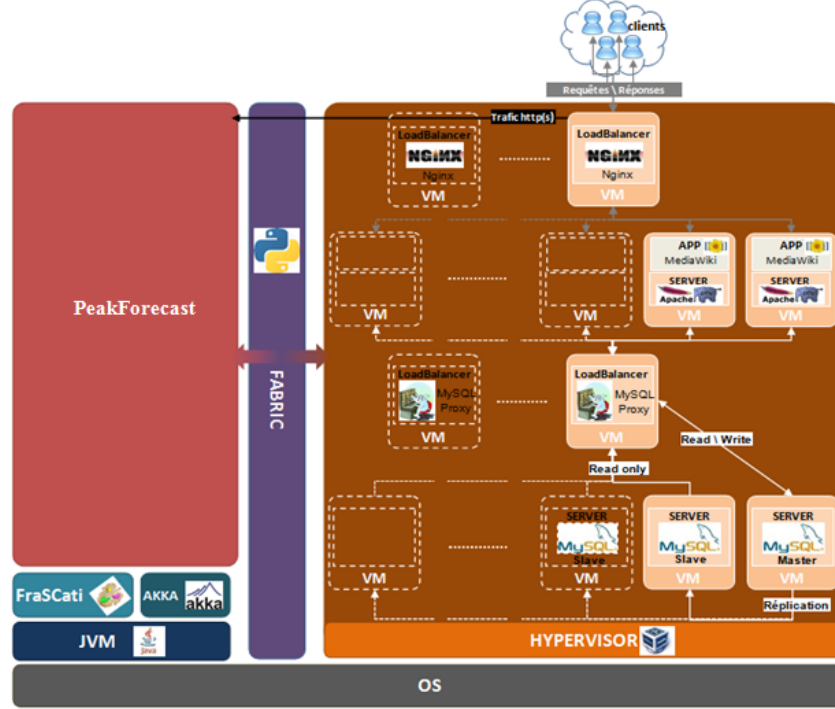 clients
Requêtes \ Réponses
Trafic http(s)
LoadBalancer
NGiNX
Nginx
VM
LoadBalancer
NGiNX
Nginx
VM
PeakForecast
FABRIC
VM
VM
APP
MediaWiki
SERVER
Apache
VM
APP
MediaWiki
SERVER
Apache
VM
LoadBalancer
MySQL
Proxy
VM
LoadBalancer
MySQL
Proxy
VM
Read \ Write
Read only
VM
SERVER
MySQL
Slave
VM
SERVER
MySQL
Slave
VM
SERVER
MySQL
Master
VM
Réplication
FraSCati
AKKA
akka
JVM
Java
HYPERVISOR
OS